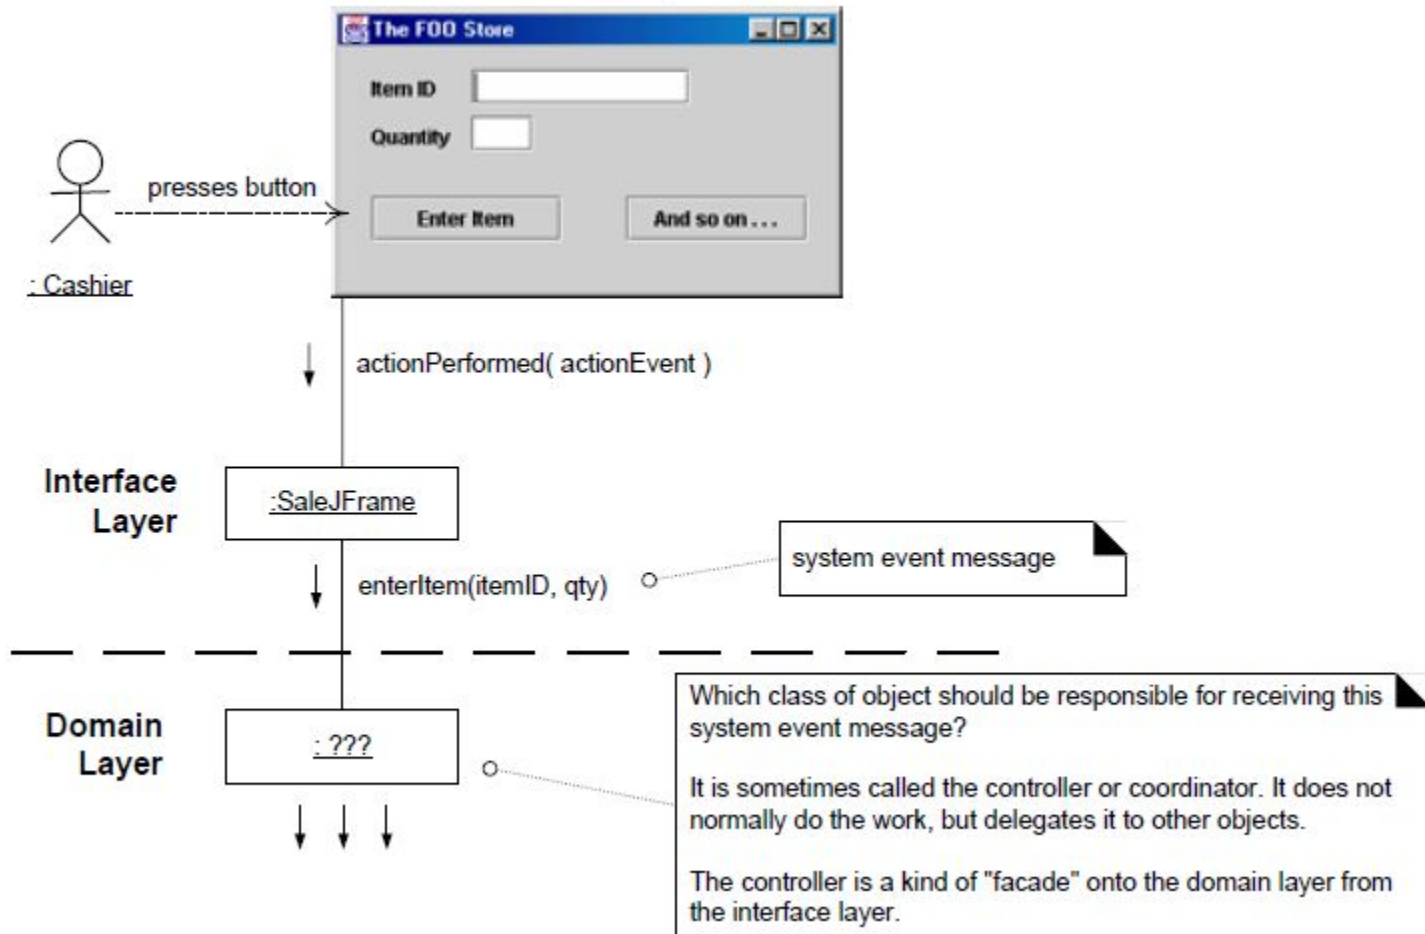 The FOO Store
Item ID
Quantity
presses button
Enter Item
And so on . . .
: Cashier
actionPerformed( actionEvent )
Interface
Layer
:SaleJFrame
system event message
enterItem(itemID, qty)
Which class of object should be responsible for receiving this
system event message?
It is sometimes called the controller or coordinator. It does not
normally do the work, but delegates it to other objects.
The controller is a kind of "facade" onto the domain layer from
the interface layer.
Domain
Layer
: ???